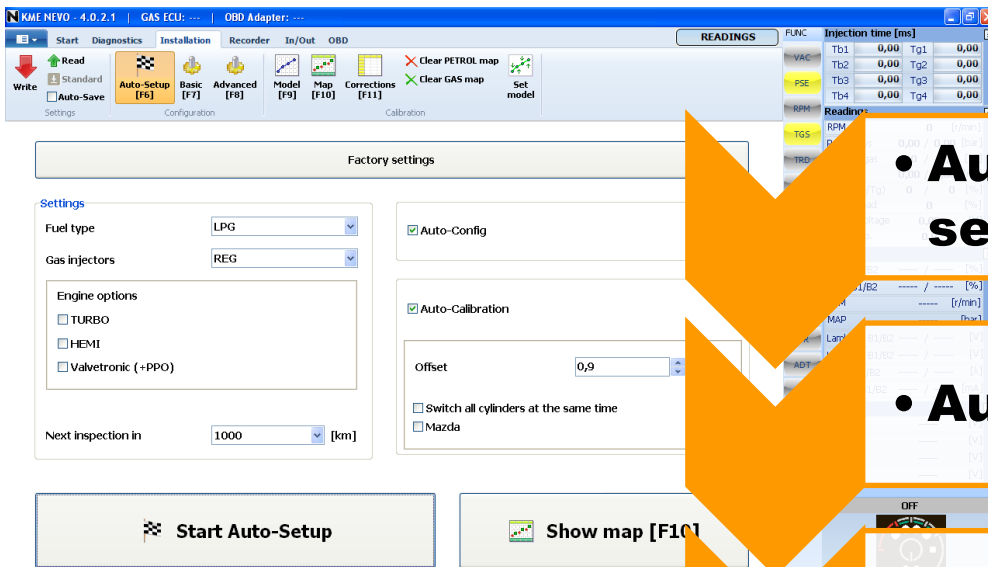 KME NEVO - 4.0.2.1 | GAS ECU: --- | OBD Adapter: ---
Start Diagnostics Installation Recorder In/Out OBD READINGS
Write Read Standard Auto-Save
Settings
Auto-Setup [F6] Basic [F7] Advanced [F8]
Configuration
Model [F9] Map [F10] Corrections [F11] Clear PETROL map Clear GAS map Set model
Calibration
FUNC
VAC
PSE
RPM
TGS
TRD
ADT
Injection time [ms]
Tb1 0,00 Tg1 0,00
Tb2 0,00 Tg2 0,00
Tb3 0,00 Tg3 0,00
Tb4 0,00 Tg4 0,00
Readings
RPM 0 [r/min]
Factory settings
Settings
Fuel type LPG
Gas injectors REG
Engine options
TURBO
HEMI
Valvetronic (+PPO)
Next inspection in 1000 [km]
Auto-Config
Auto-Calibration
Offset 0,9
Switch all cylinders at the same time
Mazda
Start Auto-Setup
Show map [F10]
• Au
se
/B2 ----- / ----- [%]
----- [r/min]
MAP
• Au
OFF